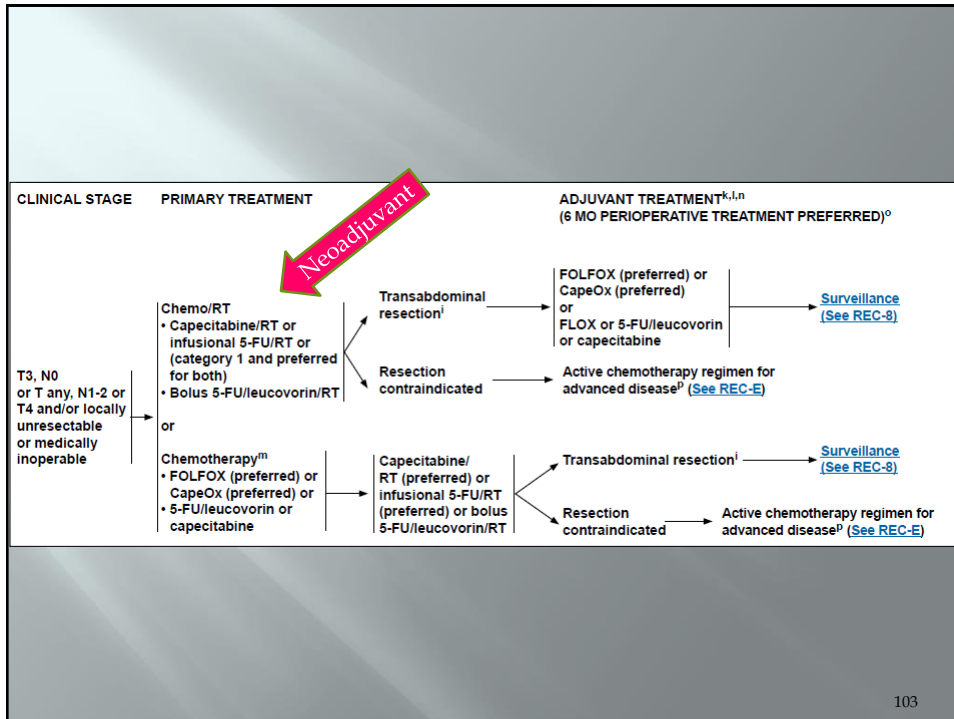 CLINICAL STAGE
PRIMARY TREATMENT
Neoadjuvant
ADJUVANT TREATMENTk,l,n
(6 MO PERIOPERATIVE TREATMENT PREFERRED)o
T3, N0
or T any, N1-2 or
T4 and/or locally
unresectable
or medically
inoperable
Chemo/RT
• Capecitabine/RT or
infusional 5-FU/RT or
(category 1 and preferred
for both)
• Bolus 5-FU/leucovorin/RT
or
Chemotherapym
• FOLFOX (preferred) or
CapeOx (preferred) or
• 5-FU/leucovorin or
capecitabine
Transabdominal
resectioni
FOLFOX (preferred) or
CapeOx (preferred)
or
FLOX or 5-FU/leucovorin
or capecitabine
Surveillance
(See REC-8)
Resection
contraindicated
Active chemotherapy regimen for
advanced diseasep (See REC-E)
Capecitabine/
RT (preferred) or
infusional 5-FU/RT
(preferred) or bolus
5-FU/leucovorin/RT
Transabdominal resectioni
Surveillance
(See REC-8)
Resection
contraindicated
Active chemotherapy regimen for
advanced diseasep (See REC-E)
103